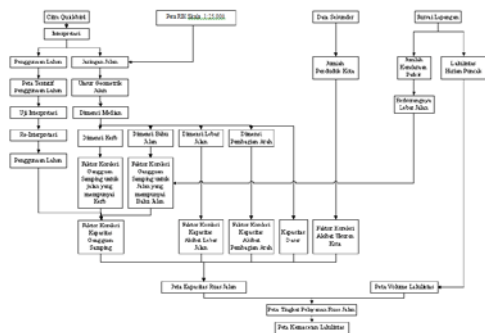 Citra Quickbird
Peta RBI Skala 1:25.000
Data Sekunder
Survei Lapangan
Interpretasi
Penggunaan Lahan
Jaringan Jalan
Jumlah
Penduduk Kota
Jumlah
Kendaraan
Parkir
Lalulintas
Harian Puncak
Peta Tentatif
Penggunaan Lahan
Unsur Geometrik
Jalan
Uji Interpretasi
Dimensi Median
Berkurangnya
Lebar Jalan
Re-Interpretasi
Dimensi Kerb
Dimensi Bahu
Jalan
Dimensi Lebar
Jalan
Dimensi
Pembagian Arah
Penggunaan Lahan
Faktor Koreksi
Gangguan
Samping untuk
Jalan yang
mempunyai
Kerb
Faktor Koreksi
Gangguan
Samping untuk
Jalan yang
mempunyai
Bahu Jalan
Faktor Koreksi
Kapasitas
Gangguan
Samping
Faktor Koreksi
Kapasitas
Akibat Lebar
Jalan
Faktor Koreksi
Kapasitas
Akibat
Pembagian Arah
Kapasitas
Dasar
Faktor Koreksi
Akibat Ukuran
Kota
Peta Kapasitas Ruas Jalan
Peta Volume Lalulintas
Peta Tingkat Pelayanan Ruas Jalan
Peta Kemacetan Lalulintas